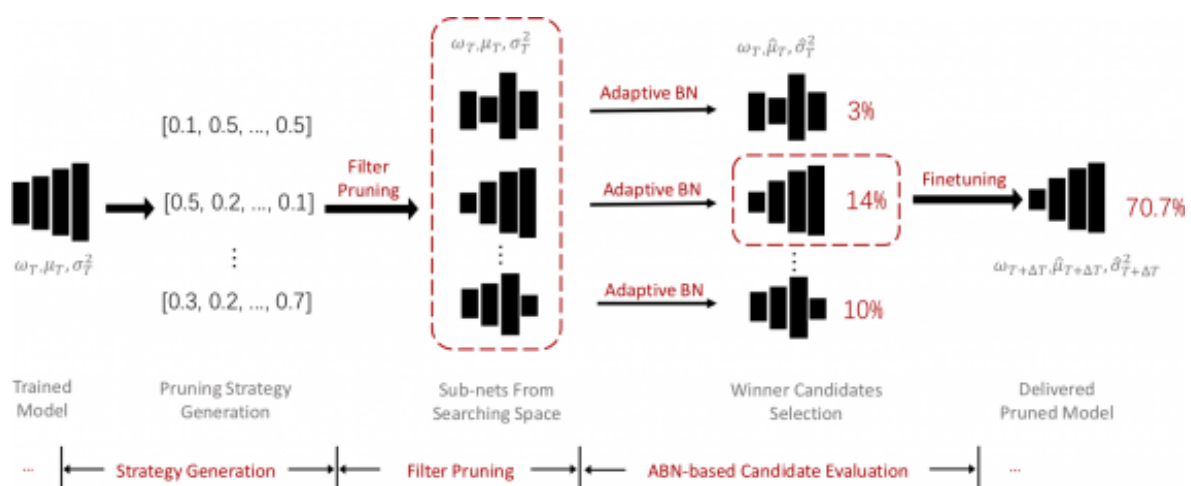 ω_T, μ_T, σ_T^2
[0.1, 0.5, ..., 0.5]
[0.5, 0.2, ..., 0.1]
⋮
[0.3, 0.2, ..., 0.7]
Filter
Pruning
ω_T, μ_T, σ_T^2
⋮
Adaptive BN
Adaptive BN
Adaptive BN
ω_T, μ̂_T, σ̂_T^2
3%
14%
⋮
10%
Finetuning
70.7%
ω_{T+ΔT}, μ̂_{T+ΔT}, σ̂_{T+ΔT}^2
Trained
Model
Pruning Strategy
Generation
Sub-nets From
Searching Space
Winner Candidates
Selection
Delivered
Pruned Model
...
Strategy Generation
Filter Pruning
ABN-based Candidate Evaluation
...